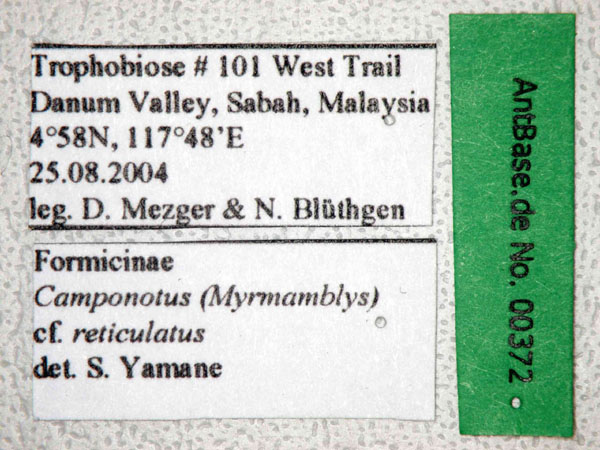 Trophobiose # 101 West Trail
Danum Valley, Sabah, Malaysia
4°58N, 117°48'E
25.08.2004
leg. D. Mezger & N. Blüthgen
Formicinae
Camponotus (Myrmamblys)
cf. reticulatus
det. S. Yamane
AntBase.de No. 00372